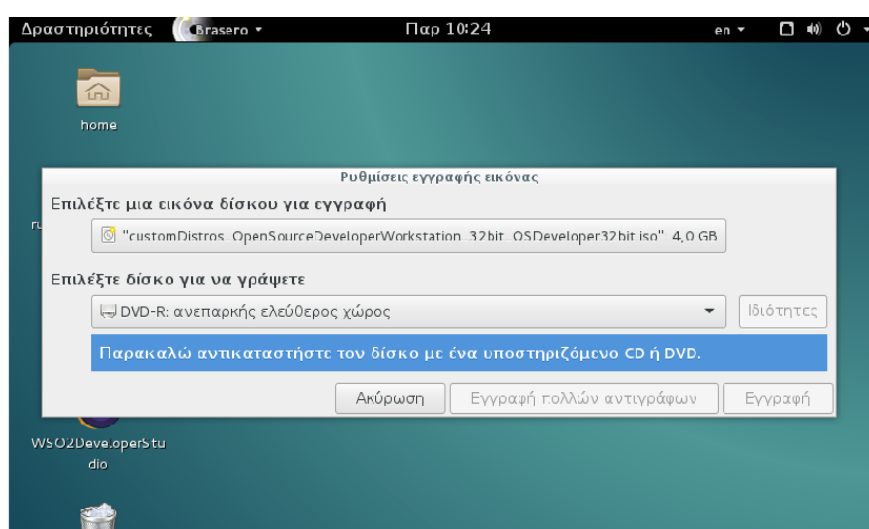 Δραστηριότητες Brasero Παρ 10:24 en
home
Ρυθμίσεις εγγραφής εικόνας
Επιλέξτε μια εικόνα δίσκου για εγγραφή
ru
"customDistros_OpenSourceDeveloperWorkstation_32bit_OSDeveloper32bit.iso": 4,0 GB
Επιλέξτε δίσκο για να γράψετε
DVD-R: ανεπαρκής ελεύθερος χώρος Ιδιότητες
Παρακαλώ αντικαταστήστε τον δίσκο με ένα υποστηριζόμενο CD ή DVD.
Ακύρωση Εγγραφή πολλών αντιγράφων Εγγραφή
WSO2DeveloperStu
dio